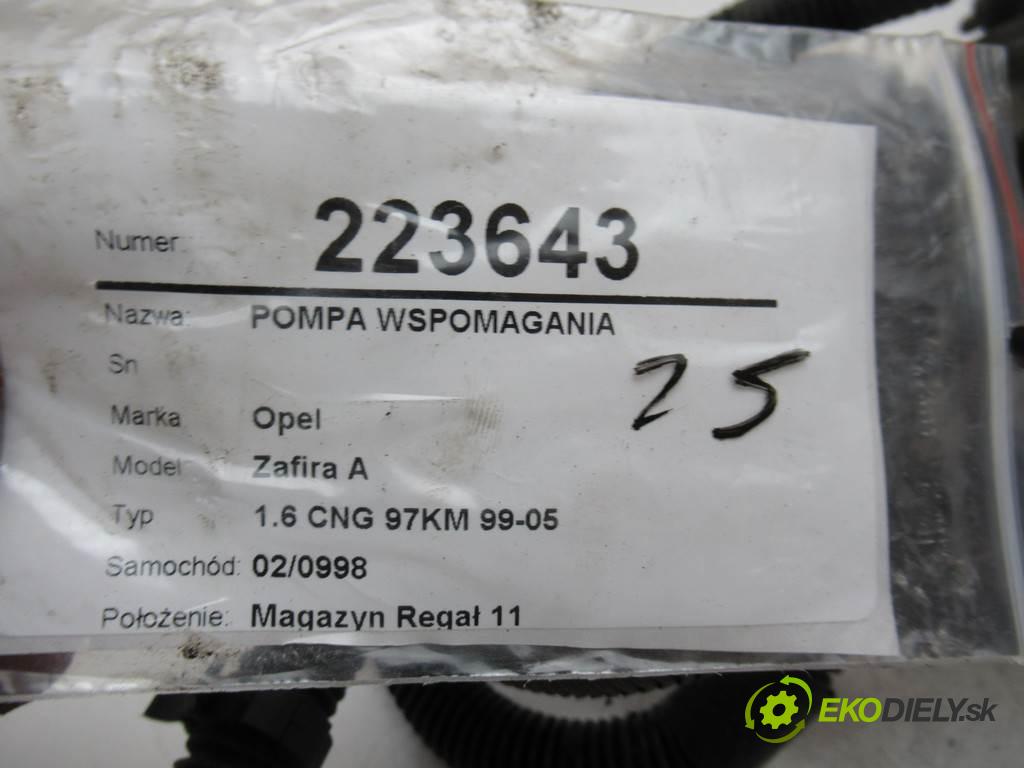 Numer: 223643
Nazwa: POMPA WSPOMAGANIA
Sn
25
Marka Opel
Model Zafira A
Typ 1.6 CNG 97KM 99-05
Samochód: 02/0998
Położenie: Magazyn Regał 11
EKODIELY.sk